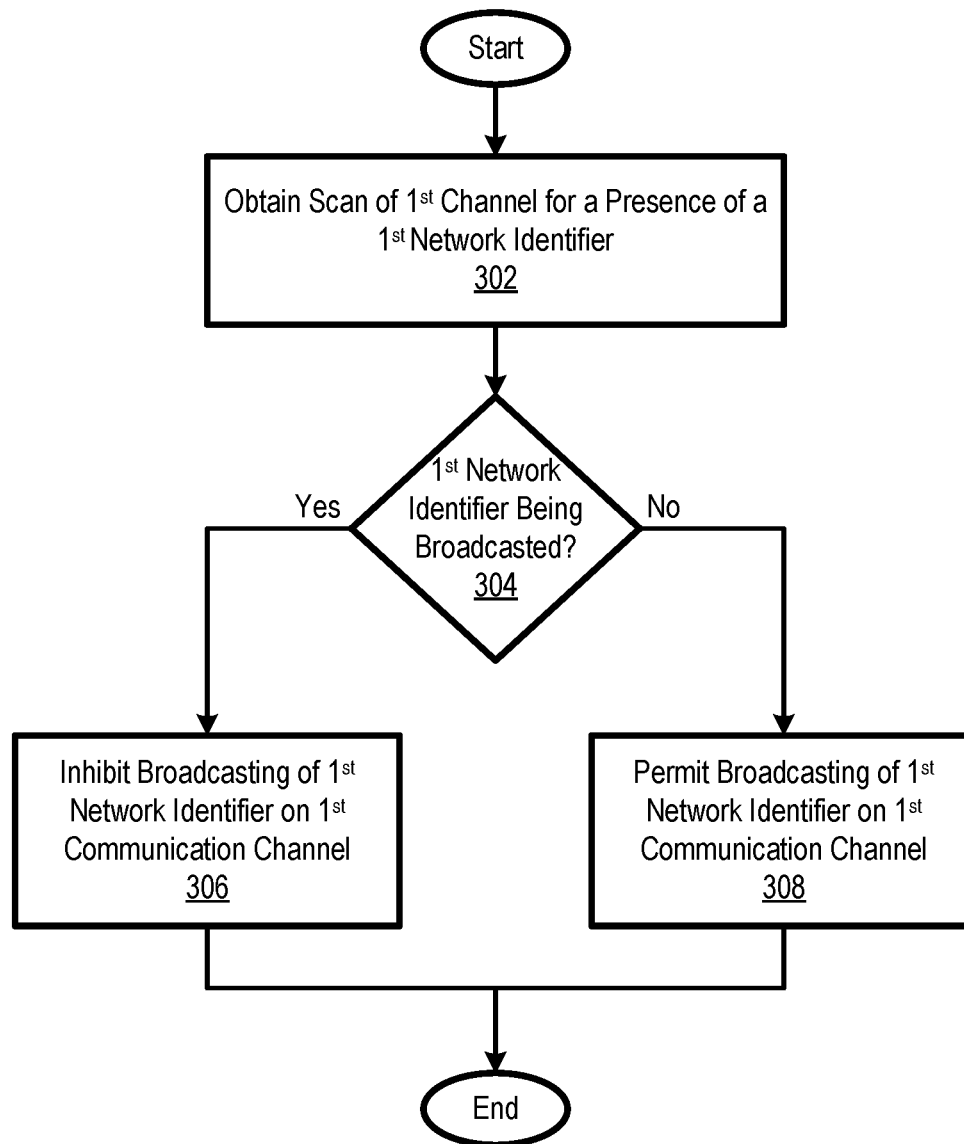 Start
Obtain Scan of 1st Channel for a Presence of a
1st Network Identifier
302
1st Network
Identifier Being
Broadcasted?
304
Yes
No
Inhibit Broadcasting of 1st
Network Identifier on 1st
Communication Channel
306
Permit Broadcasting of 1st
Network Identifier on 1st
Communication Channel
308
End